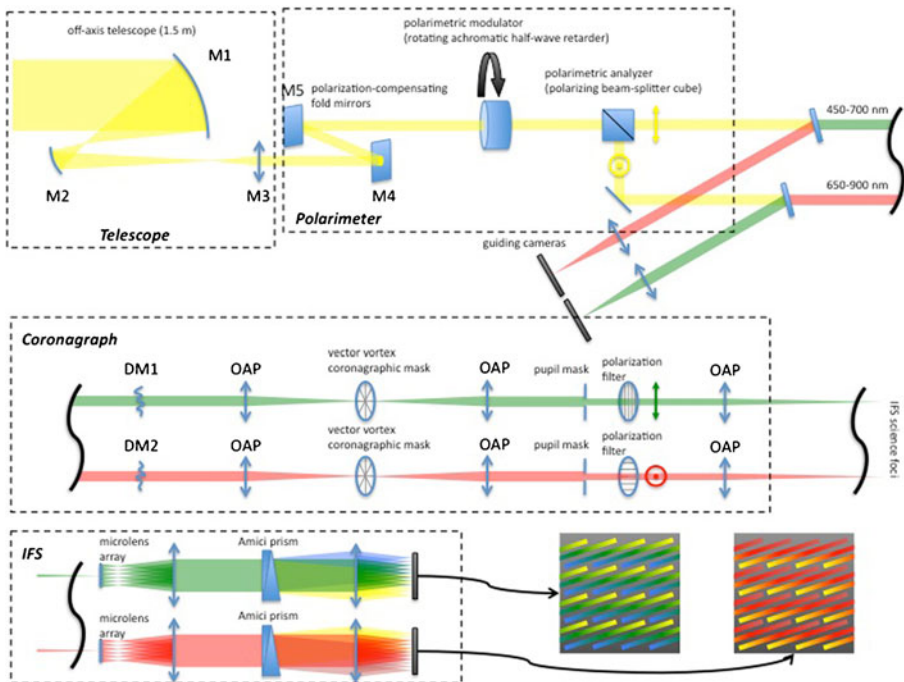 off-axis telescope (1.5 m)
M1
M2
M3
Telescope
polarimetric modulator
(rotating achromatic half-wave retarder)
M5
polarization-compensating
fold mirrors
polarimetric analyzer
(polarizing beam-splitter cube)
M4
Polarimeter
450-700 nm
650-900 nm
guiding cameras
Coronagraph
DM1
OAP
vector vortex
coronagraphic mask
OAP
pupil mask
polarization
filter
OAP
DM2
OAP
vector vortex
coronagraphic mask
OAP
pupil mask
polarization
filter
OAP
IFS science foci
IFS
microlens
array
Amici prism
microlens
array
Amici prism